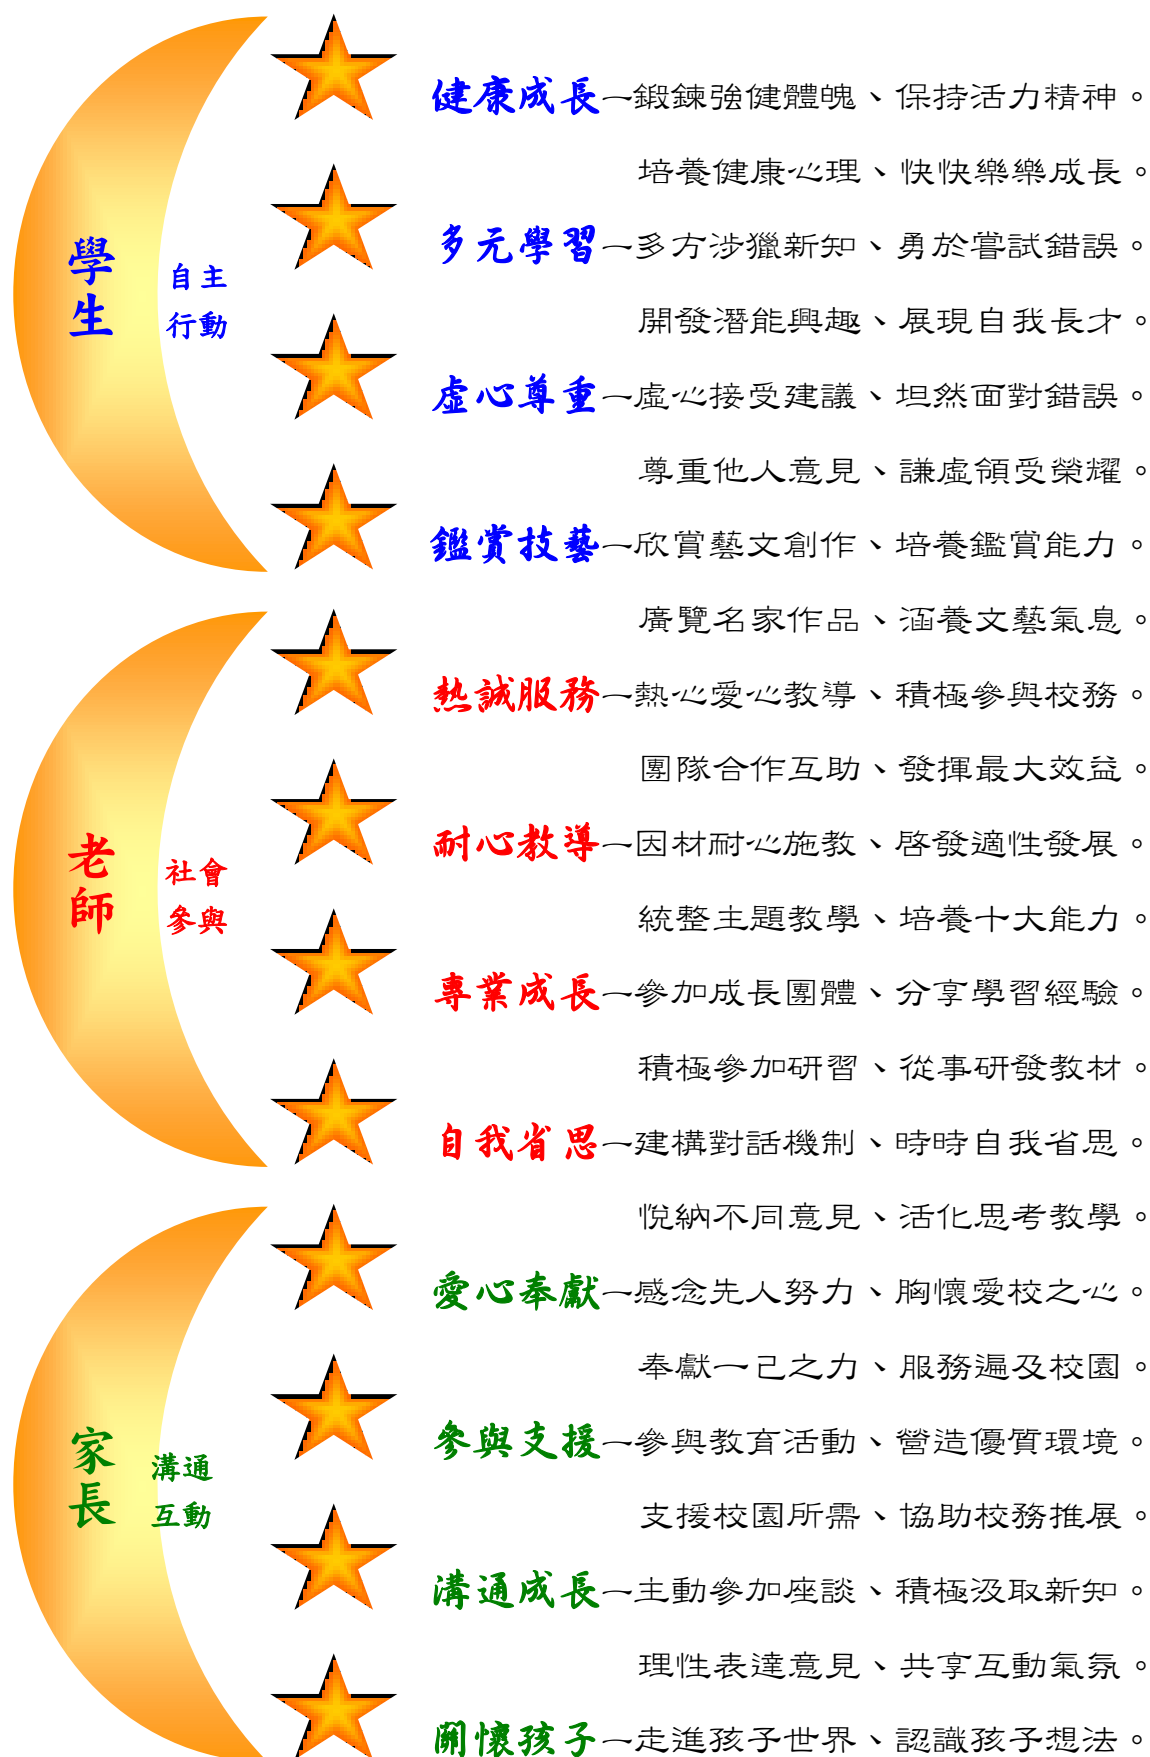 學生
自主
行動
健康成長—鍛鍊強健體魄、保持活力精神。
培養健康心理、快快樂樂成長。
多元學習—多方涉獵新知、勇於嘗試錯誤。
開發潛能興趣、展現自我長才。
虛心尊重—虛心接受建議、坦然面對錯誤。
尊重他人意見、謙虛領受榮耀。
鑑賞技藝—欣賞藝文創作、培養鑑賞能力。
廣覽名家作品、涵養文藝氣息。
老師
社會
參與
熱誠服務—熱心愛心教導、積極參與校務。
團隊合作互助、發揮最大效益。
耐心教導—因材耐心施教、啓發適性發展。
統整主題教學、培養十大能力。
專業成長—參加成長團體、分享學習經驗。
積極參加研習、從事研發教材。
自我省思—建構對話機制、時時自我省思。
悅納不同意見、活化思考教學。
家長
溝通
互動
愛心奉獻—感念先人努力、胸懷愛校之心。
奉獻一己之力、服務遍及校園。
參與支援—參與教育活動、營造優質環境。
支援校園所需、協助校務推展。
溝通成長—主動參加座談、積極汲取新知。
理性表達意見、共享互動氣氛。
關懷孩子—走進孩子世界、認識孩子想法。